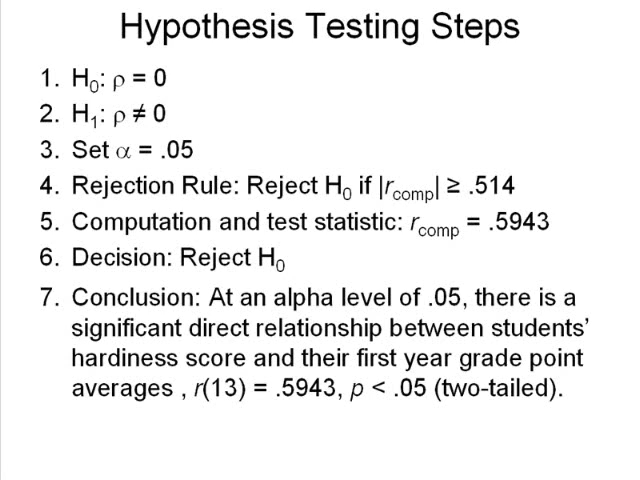 Hypothesis Testing Steps
1. H₀: ρ = 0
2. H₁: ρ ≠ 0
3. Set α = .05
4. Rejection Rule: Reject H₀ if |r_comp| ≥ .514
5. Computation and test statistic: r_comp = .5943
6. Decision: Reject H₀
7. Conclusion: At an alpha level of .05, there is a
significant direct relationship between students’
hardiness score and their first year grade point
averages , r(13) = .5943, p < .05 (two-tailed).